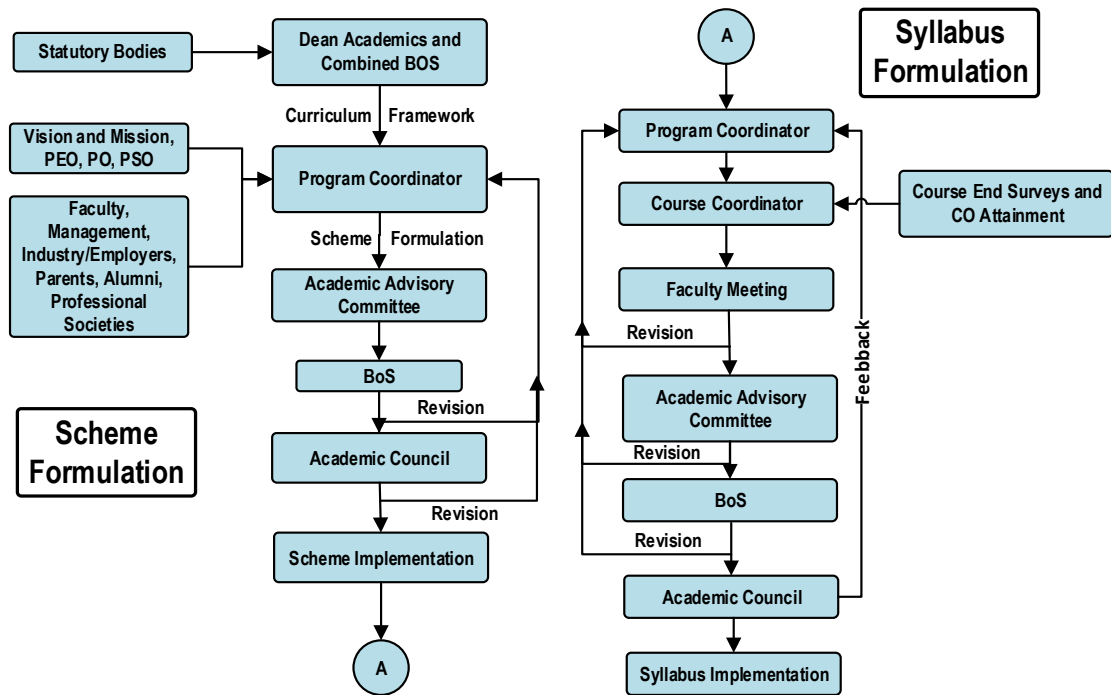 Statutory Bodies
Dean Academics and
Combined BOS
Curriculum Framework
Vision and Mission,
PEO, PO, PSO
Program Coordinator
Faculty,
Management,
Industry/Employers,
Parents, Alumni,
Professional
Societies
Scheme Formulation
Academic Advisory
Committee
BoS
Revision
Scheme
Formulation
Academic Council
Revision
Scheme Implementation
A
A
Syllabus
Formulation
Program Coordinator
Course Coordinator
Course End Surveys and
CO Attainment
Faculty Meeting
Revision
Feebback
Academic Advisory
Committee
Revision
BoS
Revision
Academic Council
Syllabus Implementation